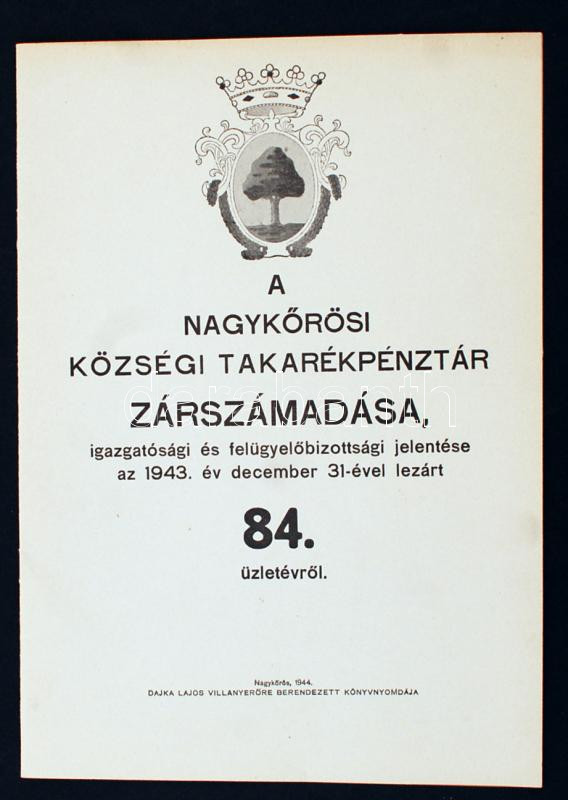 A
NAGYKŐRÖSI
KÖZSÉGI TAKARÉKPÉNZTÁR
ZÁRSZÁMADÁSA,
igazgatósági és felügyelőbizottsági jelentése
az 1943. év december 31-ével lezárt
84.
üzletévről.
Nagykőrös, 1944.
DAJKA LAJOS VILLANYERŐRE BERENDEZETT KÖNYVNYOMDÁJA